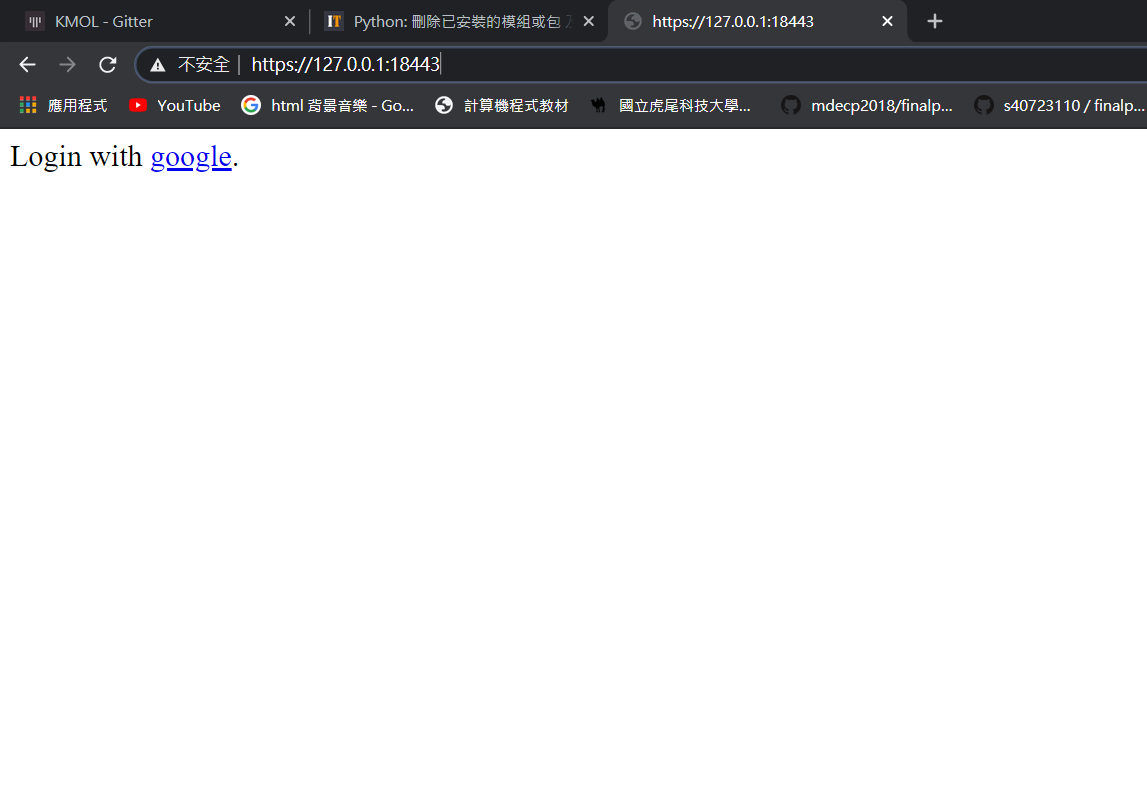 KMOL - Gitter Python: 刪除已安裝的模組或包 https://127.0.0.1:18443
不安全 | https://127.0.0.1:18443
應用程式 YouTube html 背景音樂 - Go... 計算機程式教材 國立虎尾科技大學... mdecp2018/finalp... s40723110 / finalp...
Login with google.